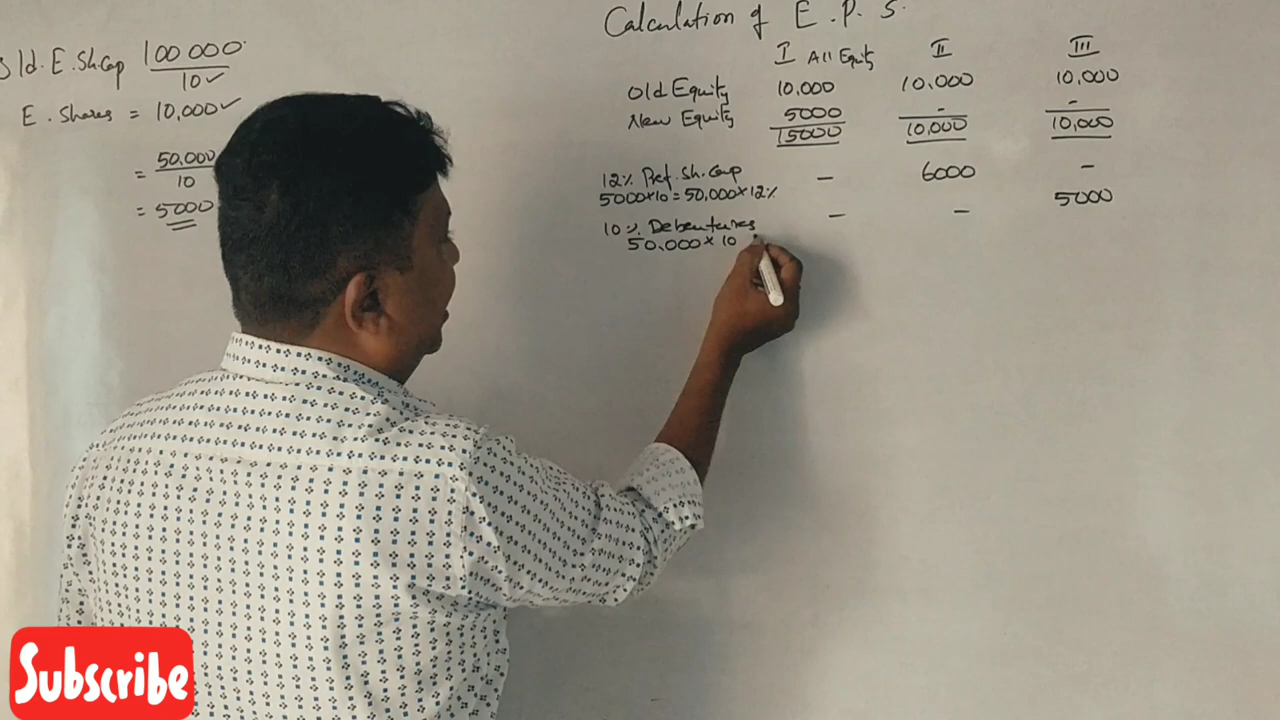 Calculation of E.P.S.
ld. E. Sh. Cap 100 000
10 ✓
E. Shares = 10,000 ✓
= 50,000
10
= 5000
I All Equity II III
Old Equity 10,000 10,000 10,000
New Equity 5000 - -
15000 10,000 10,000
12% Pref. Sh. Cap - 6000 -
5000×10 = 50,000×12%
10% Debentures - - 5000
50,000×10
Subscribe